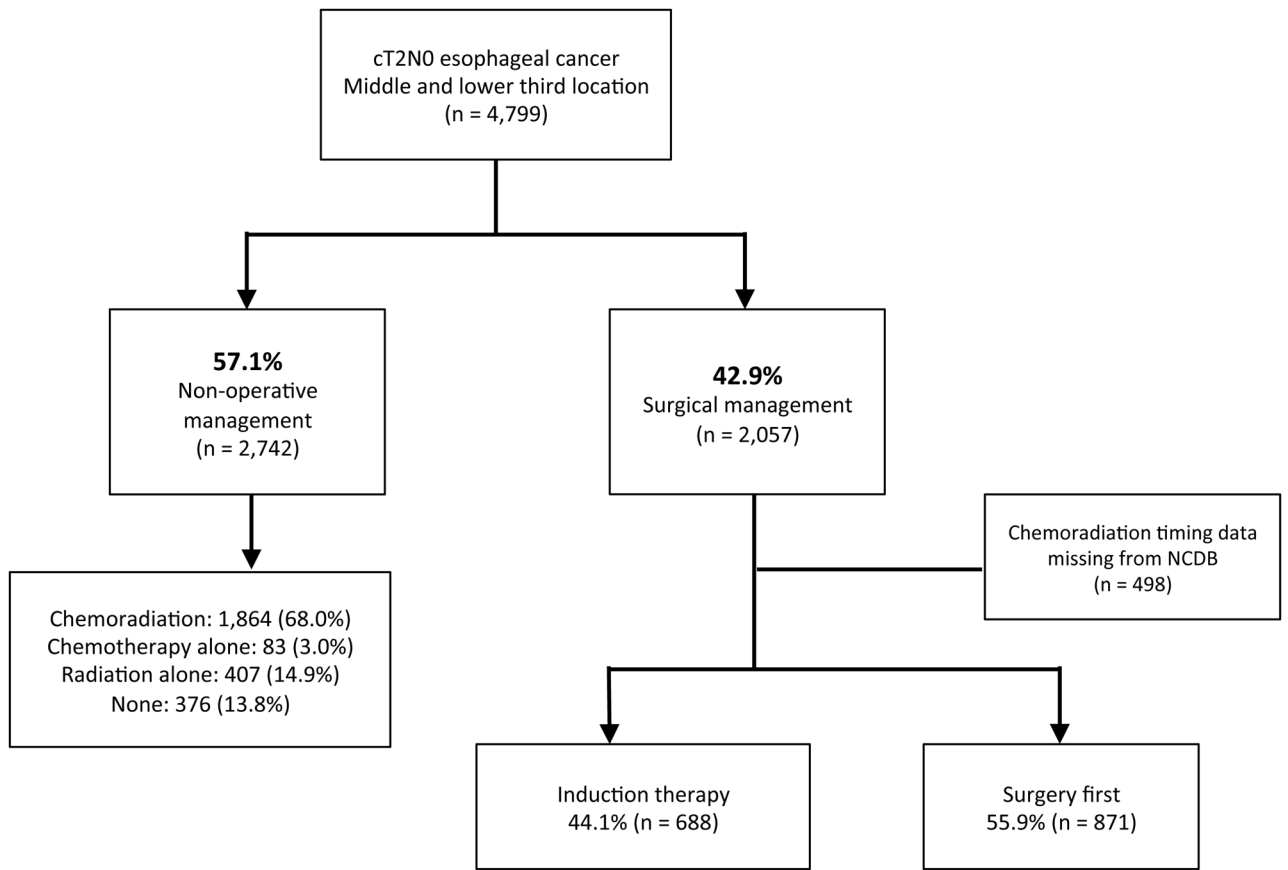 cT2N0 esophageal cancer
Middle and lower third location
(n = 4,799)
57.1%
Non-operative
management
(n = 2,742)
42.9%
Surgical management
(n = 2,057)
Chemoradiation timing data
missing from NCDB
(n = 498)
Chemoradiation: 1,864 (68.0%)
Chemotherapy alone: 83 (3.0%)
Radiation alone: 407 (14.9%)
None: 376 (13.8%)
Induction therapy
44.1% (n = 688)
Surgery first
55.9% (n = 871)